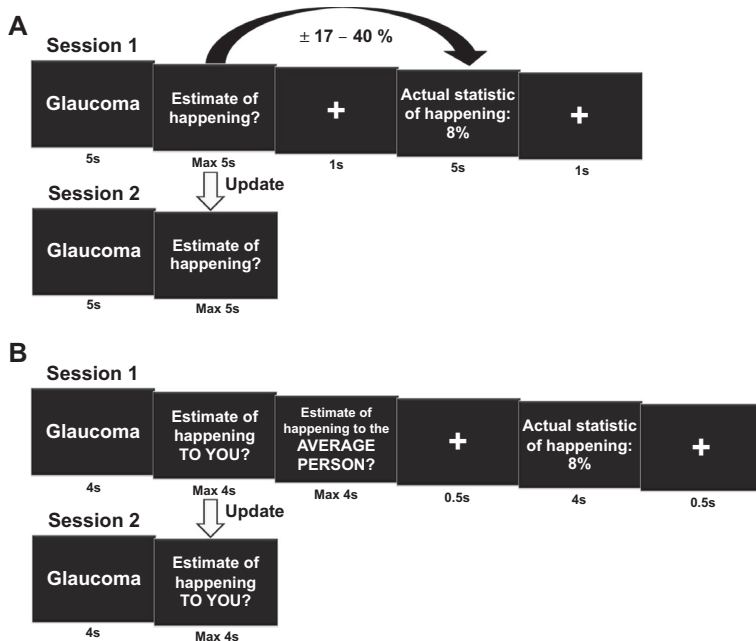 A
± 17 – 40 %
Session 1
Glaucoma
Estimate of
happening?
+
Actual statistic
of happening:
8%
+
5s
Max 5s
1s
5s
1s
Update
Session 2
Glaucoma
Estimate of
happening?
5s
Max 5s
B
Session 1
Glaucoma
Estimate of
happening
TO YOU?
Estimate of
happening to the
AVERAGE
PERSON?
+
Actual statistic
of happening:
8%
+
4s
Max 4s
Max 4s
0.5s
4s
0.5s
Update
Session 2
Glaucoma
Estimate of
happening
TO YOU?
4s
Max 4s